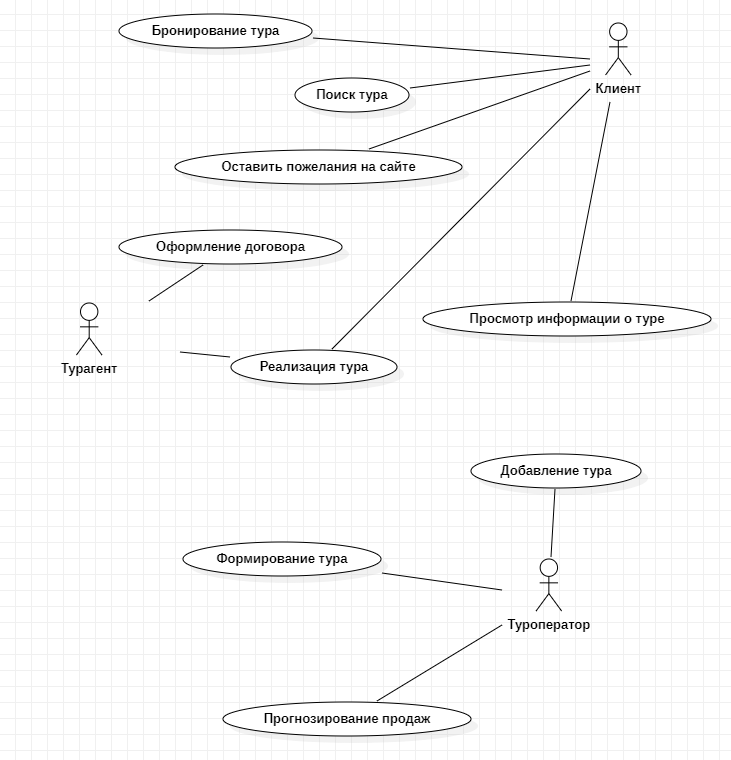 Бронирование тура
Клиент
Поиск тура
Оставить пожелания на сайте
Оформление договора
Просмотр информации о туре
Турагент
Реализация тура
Добавление тура
Формирование тура
Туроператор
Прогнозирование продаж